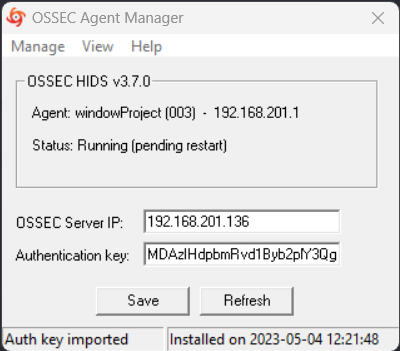 OSSEC Agent Manager
Manage View Help
OSSEC HIDS v3.7.0
Agent: windowProject (003) - 192.168.201.1
Status: Running (pending restart)
OSSEC Server IP: 192.168.201.136
Authentication key: MDAzIHdpbmRvd1Byb2plY3Qg
Save Refresh
Auth key imported Installed on 2023-05-04 12:21:48